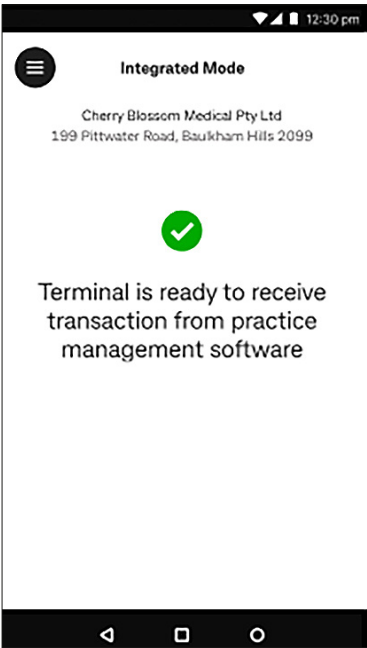 12:30 pm
Integrated Mode
Cherry Blossom Medical Pty Ltd
199 Pittwater Road, Baulkham Hills 2099
Terminal is ready to receive
transaction from practice
management software